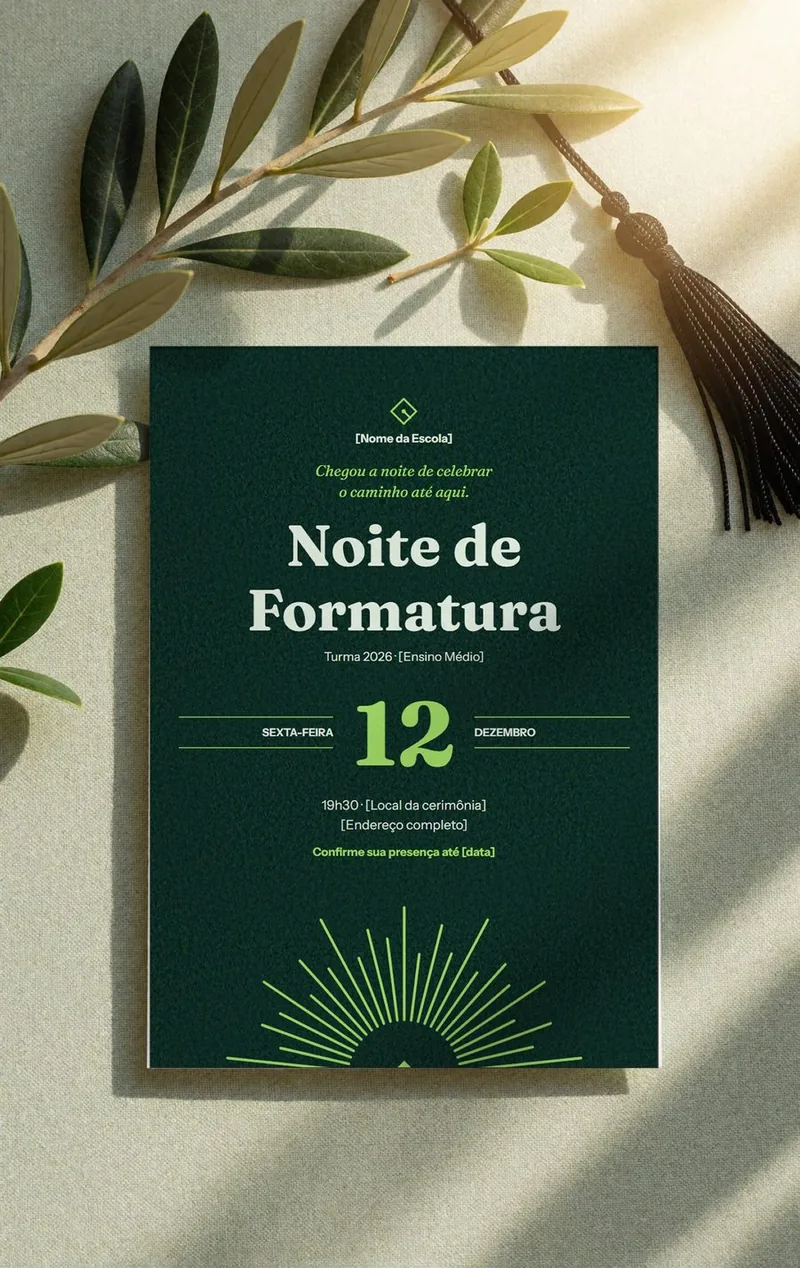 [Nome da Escola]
Chegou a noite de celebrar
o caminho até aqui.
Noite de
Formatura
Turma 2026 · [Ensino Médio]
SEXTA-FEIRA 12 DEZEMBRO
19h30 · [Local da cerimônia]
[Endereço completo]
Confirme sua presença até [data]